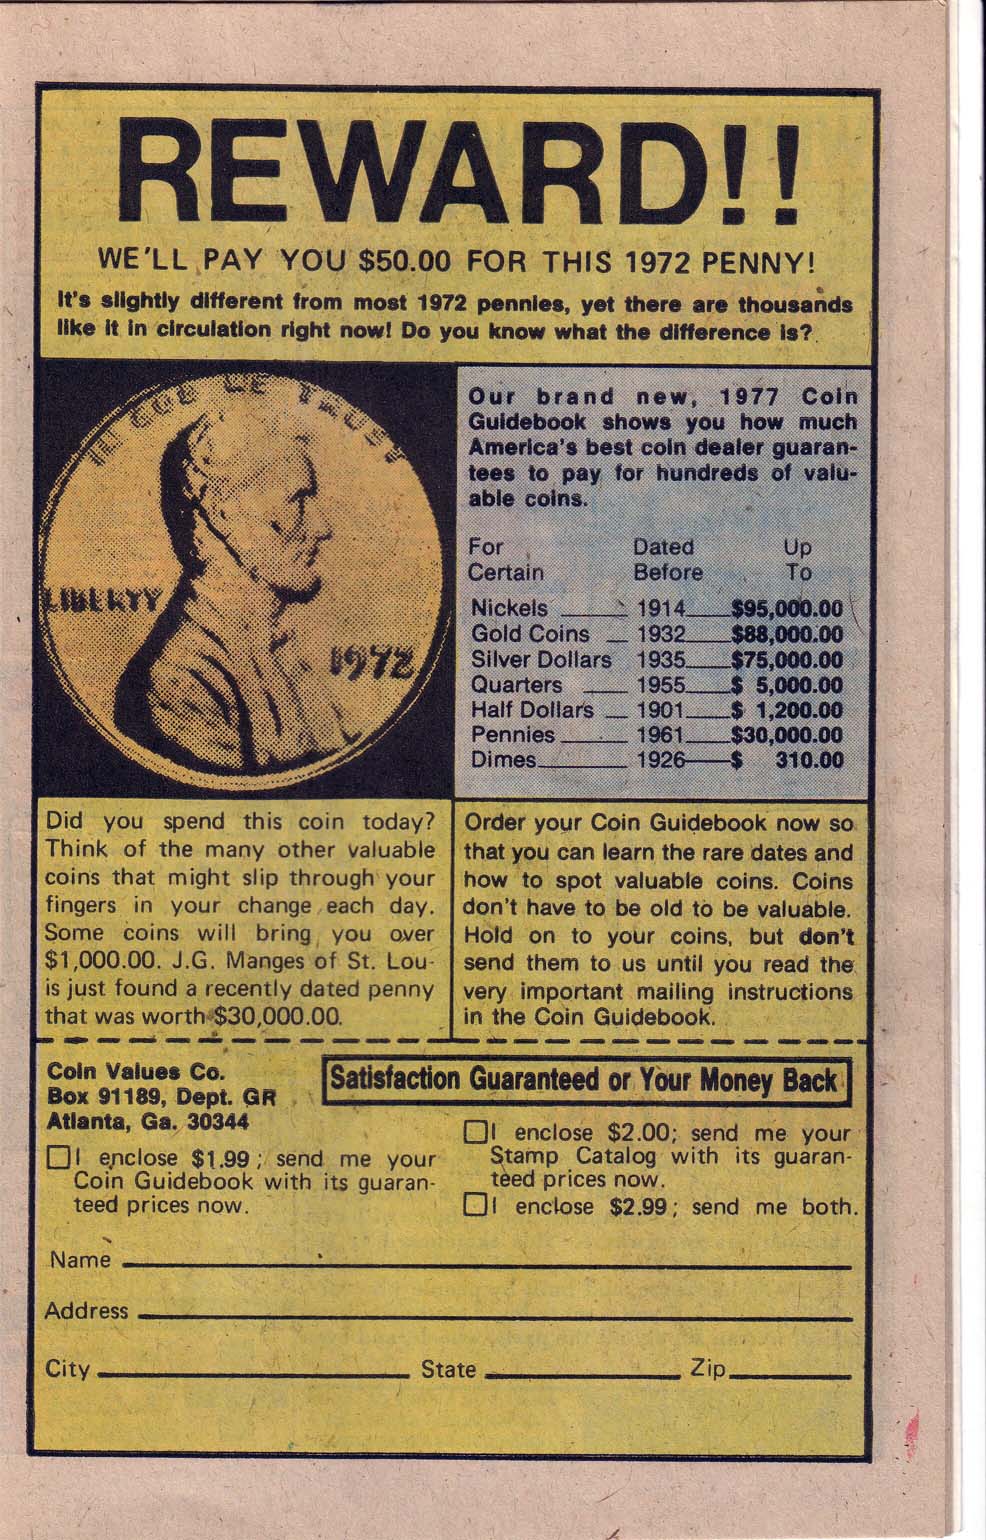 REWARD!!
WE'LL PAY YOU $50.00 FOR THIS 1972 PENNY!
It's slightly different from most 1972 pennies, yet there are thousands
like it in circulation right now! Do you know what the difference is?
IN GOD WE TRUST
LIBERTY
1972
Our brand new, 1977 Coin
Guidebook shows you how much
America's best coin dealer guaran-
tees to pay for hundreds of valu-
able coins.
For Dated Up
Certain Before To
Nickels 1914 $95,000.00
Gold Coins 1932 $88,000.00
Silver Dollars 1935 $75,000.00
Quarters 1955 $ 5,000.00
Half Dollars 1901 $ 1,200.00
Pennies 1961 $30,000.00
Dimes 1926 $ 310.00
Did you spend this coin today?
Think of the many other valuable
coins that might slip through your
fingers in your change each day.
Some coins will bring you over
$1,000.00. J.G. Manges of St. Lou-
is just found a recently dated penny
that was worth $30,000.00.
Order your Coin Guidebook now so
that you can learn the rare dates and
how to spot valuable coins. Coins
don't have to be old to be valuable.
Hold on to your coins, but don't
send them to us until you read the
very important mailing instructions
in the Coin Guidebook.
Coin Values Co.
Box 91189, Dept. GR
Atlanta, Ga. 30344
Satisfaction Guaranteed or Your Money Back
I enclose $1.99; send me your
Coin Guidebook with its guaran-
teed prices now.
I enclose $2.00; send me your
Stamp Catalog with its guaran-
teed prices now.
I enclose $2.99; send me both.
Name
Address
City State Zip